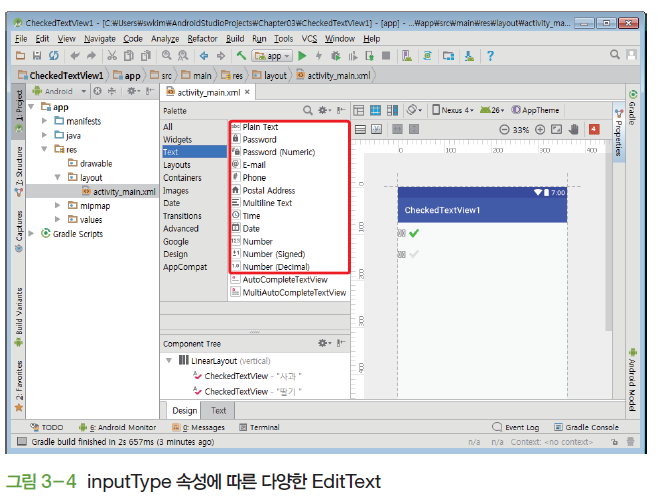 CheckedTextView1 - [C:₩Users₩swkim₩AndroidStudioProjects₩Chapter03₩CheckedTextView1] - [app] - ...₩app₩src₩main₩res₩layout₩activity_ma...
File Edit View Navigate Code Analyze Refactor Build Run Tools VCS Window Help
app
CheckedTextView1 app src main res layout activity_main.xml
1: Project
7: Structure
Captures
Build Variants
2: Favorites
Android
app
manifests
java
res
drawable
layout
activity_main.xml
mipmap
values
Gradle Scripts
activity_main.xml
Palette
All
Widgets
Text
Layouts
Containers
Images
Date
Transitions
Advanced
Google
Design
AppCompat
Plain Text
Password
Password (Numeric)
E-mail
Phone
Postal Address
Multiline Text
Time
Date
Number
Number (Signed)
Number (Decimal)
AutoCompleteTextView
MultiAutoCompleteTextView
Component Tree
LinearLayout (vertical)
CheckedTextView - "사과 "
CheckedTextView - "딸기 "
Design Text
Nexus 4 26 AppTheme
33% 4
0 100 200 300 400
0
100
200
300
400
7:00
CheckedTextView1
Gradle
Properties
Android Model
TODO 6: Android Monitor 0: Messages Terminal Event Log Gradle Console
Gradle build finished in 2s 657ms (3 minutes ago) n/a n/a Context: <no context>
그림 3-4 inputType 속성에 따른 다양한 EditText